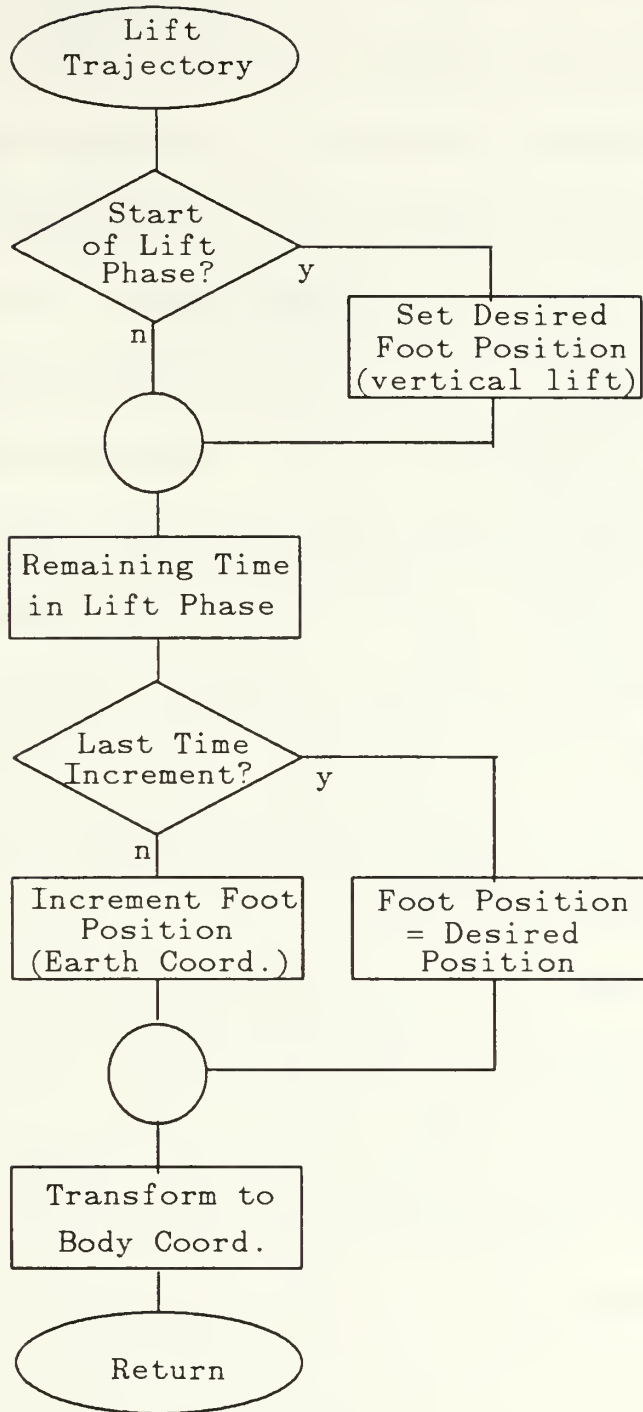 Lift
Trajectory
Start
of Lift
Phase?
y
n
Set Desired
Foot Position
(vertical lift)
Remaining Time
in Lift Phase
Last Time
Increment?
y
n
Increment Foot
Position
(Earth Coord.)
Foot Position
= Desired
Position
Transform to
Body Coord.
Return